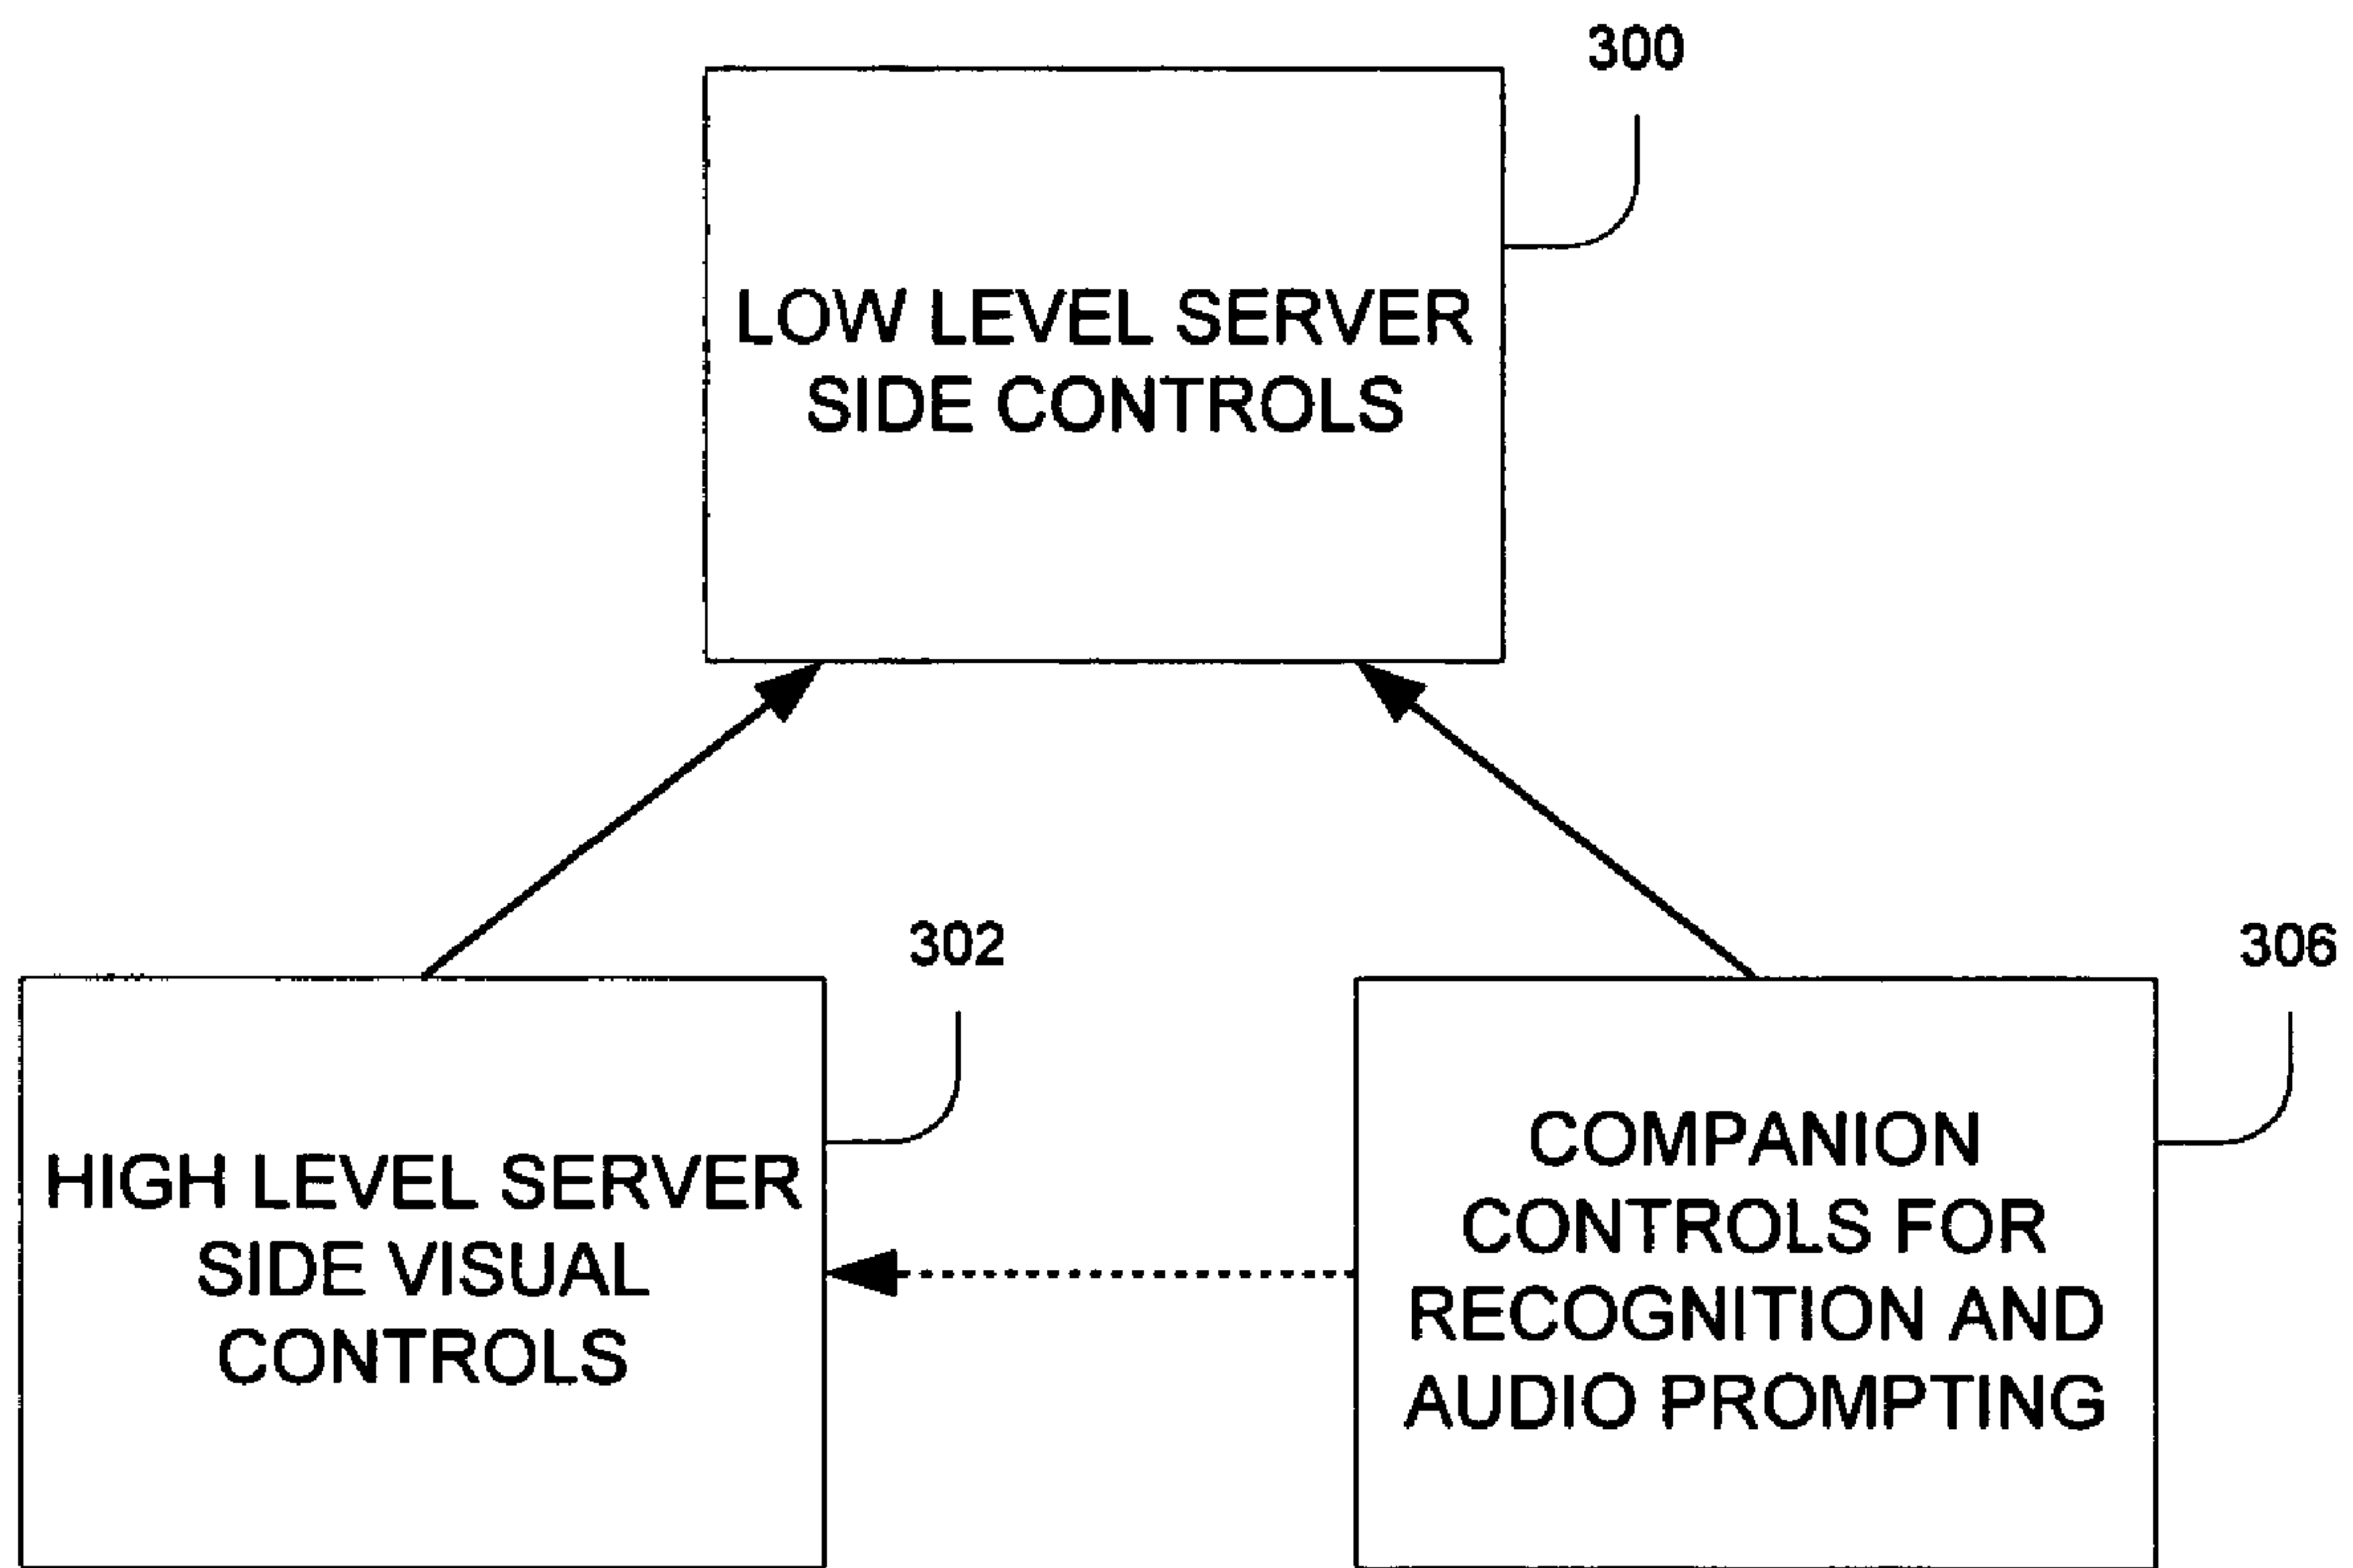 300
LOW LEVEL SERVER
SIDE CONTROLS
302
HIGH LEVEL SERVER
SIDE VISUAL
CONTROLS
306
COMPANION
CONTROLS FOR
RECOGNITION AND
AUDIO PROMPTING